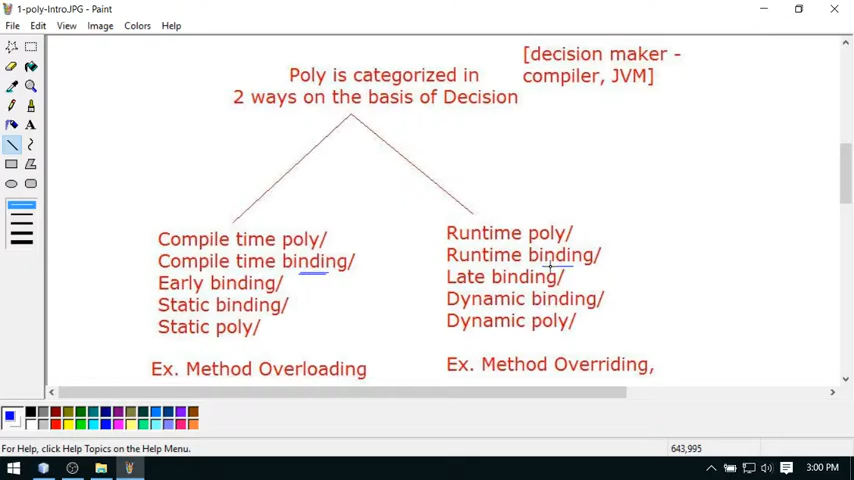 1-poly-Intro.JPG - Paint
File Edit View Image Colors Help
[decision maker -
compiler, JVM]
Poly is categorized in
2 ways on the basis of Decision
Compile time poly/
Compile time binding/
Early binding/
Static binding/
Static poly/
Ex. Method Overloading
Runtime poly/
Runtime binding/
Late binding/
Dynamic binding/
Dynamic poly/
Ex. Method Overriding,
For Help, click Help Topics on the Help Menu.
643,995
3:00 PM